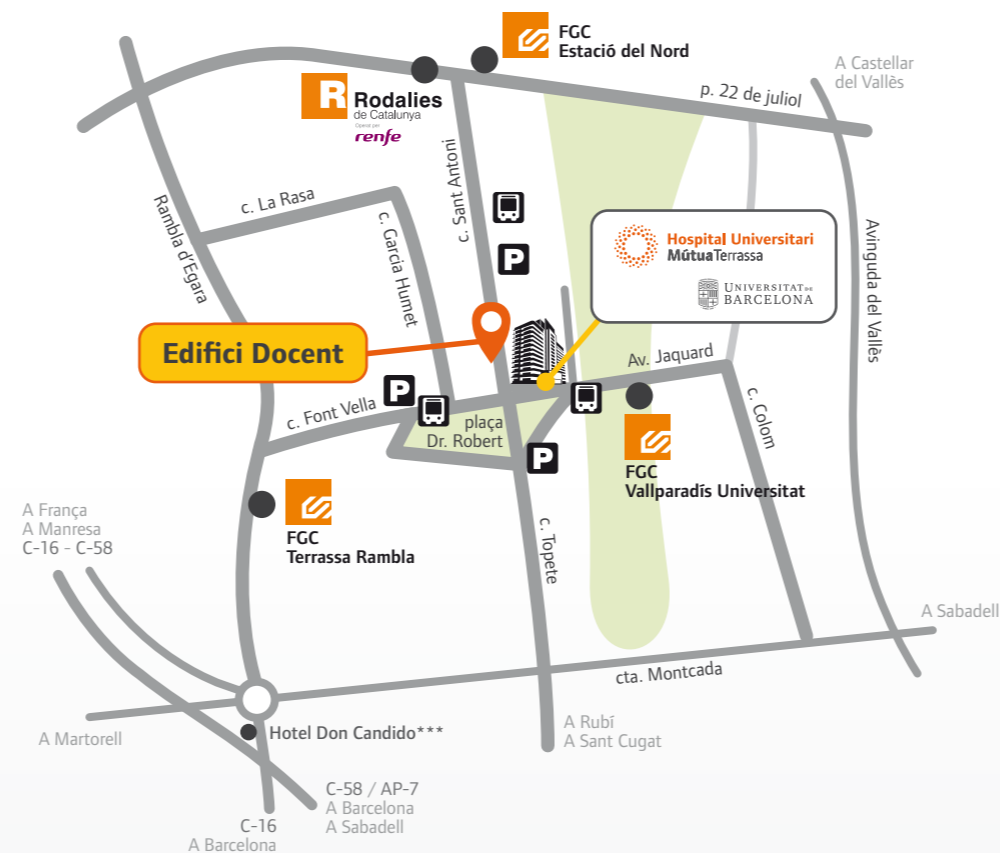 FGC
Estació del Nord
A Castellar
del Vallès
R
Rodalies
de Catalunya
Operat per
renfe
p. 22 de juliol
c. Sant Antoni
Rambla d'Egara
c. La Rasa
c. Garcia Humet
P
Hospital Universitari
MútuaTerrassa
UNIVERSITAT DE
BARCELONA
Avinguda del Vallès
Edifici Docent
Av. Jaquard
P
c. Font Vella
plaça
Dr. Robert
c. Colom
P
FGC
Vallparadís Universitat
FGC
Terrassa Rambla
A França
A Manresa
C-16 - C-58
c. Topete
A Sabadell
cta. Montcada
A Martorell
Hotel Don Candido***
A Rubí
A Sant Cugat
C-58 / AP-7
A Barcelona
A Sabadell
C-16
A Barcelona